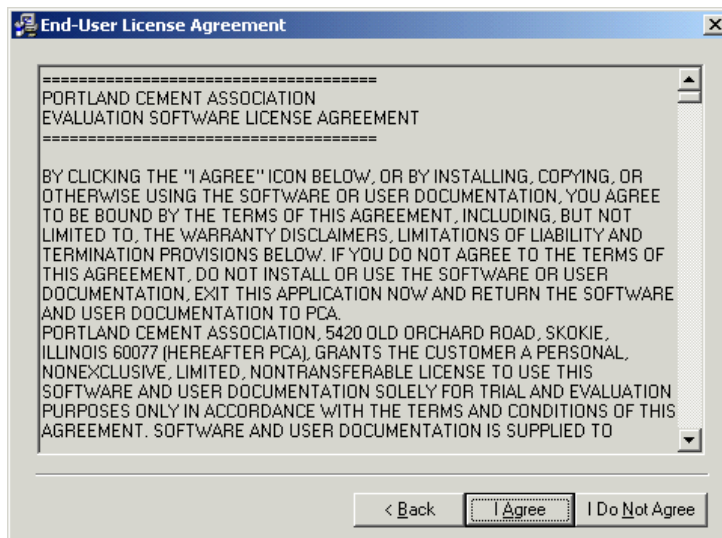 End-User License Agreement
======================================
PORTLAND CEMENT ASSOCIATION
EVALUATION SOFTWARE LICENSE AGREEMENT
======================================
BY CLICKING THE "I AGREE" ICON BELOW, OR BY INSTALLING, COPYING, OR
OTHERWISE USING THE SOFTWARE OR USER DOCUMENTATION, YOU AGREE
TO BE BOUND BY THE TERMS OF THIS AGREEMENT, INCLUDING, BUT NOT
LIMITED TO, THE WARRANTY DISCLAIMERS, LIMITATIONS OF LIABILITY AND
TERMINATION PROVISIONS BELOW. IF YOU DO NOT AGREE TO THE TERMS OF
THIS AGREEMENT, DO NOT INSTALL OR USE THE SOFTWARE OR USER
DOCUMENTATION, EXIT THIS APPLICATION NOW AND RETURN THE SOFTWARE
AND USER DOCUMENTATION TO PCA.
PORTLAND CEMENT ASSOCIATION, 5420 OLD ORCHARD ROAD, SKOKIE,
ILLINOIS 60077 (HEREAFTER PCA), GRANTS THE CUSTOMER A PERSONAL,
NONEXCLUSIVE, LIMITED, NONTRANSFERABLE LICENSE TO USE THIS
SOFTWARE AND USER DOCUMENTATION SOLELY FOR TRIAL AND EVALUATION
PURPOSES ONLY IN ACCORDANCE WITH THE TERMS AND CONDITIONS OF THIS
AGREEMENT. SOFTWARE AND USER DOCUMENTATION IS SUPPLIED TO
< Back
I Agree
I Do Not Agree